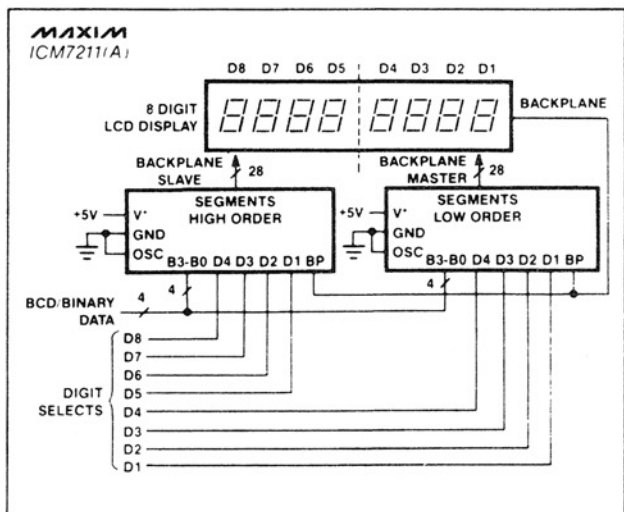 MAXIM
ICM7211(A)
D8 D7 D6 D5 D4 D3 D2 D1
8 DIGIT
LCD DISPLAY
BACKPLANE
BACKPLANE
SLAVE
28
BACKPLANE
MASTER
28
+5V
V+
GND
OSC
SEGMENTS
HIGH ORDER
B3-B0 D4 D3 D2 D1 BP
+5V
V+
GND
OSC
SEGMENTS
LOW ORDER
B3-B0 D4 D3 D2 D1 BP
4
4
BCD/BINARY
DATA
4
DIGIT
SELECTS
D8
D7
D6
D5
D4
D3
D2
D1